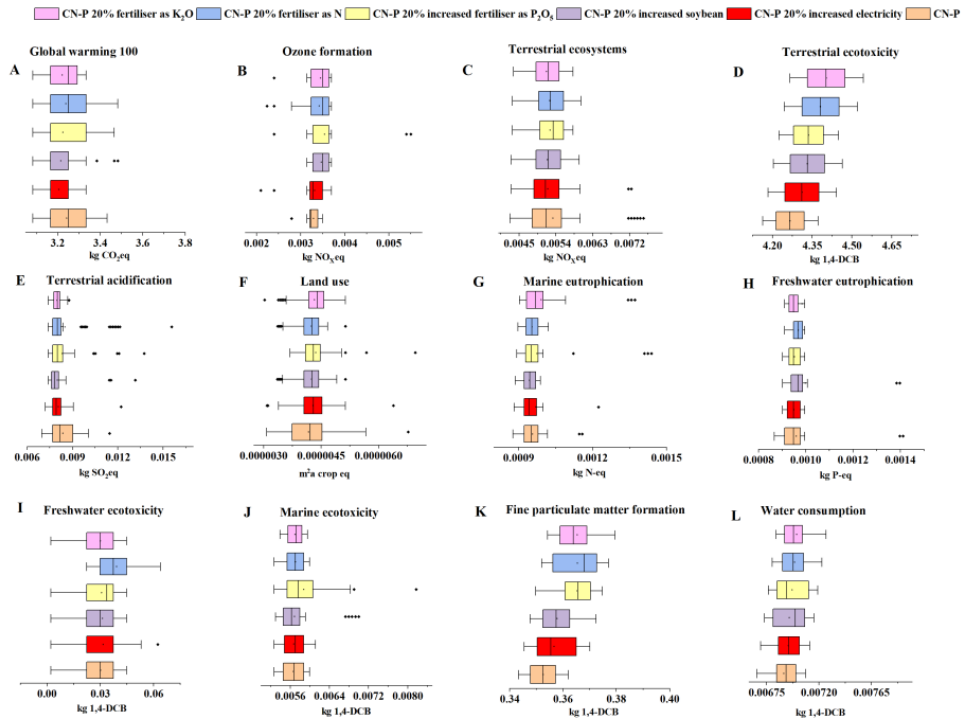 CN-P 20% fertiliser as K₂O CN-P 20% fertiliser as N CN-P 20% increased fertiliser as P₂O₅ CN-P 20% increased soybean CN-P 20% increased electricity CN-P
A Global warming 100
3.2 3.4 3.6 3.8
kg CO₂eq
B Ozone formation
0.002 0.003 0.004 0.005
kg NOₓeq
C Terrestrial ecosystems
0.0045 0.0054 0.0063 0.0072
kg NOₓeq
D Terrestrial ecotoxicity
4.20 4.35 4.50 4.65
kg 1,4-DCB
E Terrestrial acidification
0.006 0.009 0.012 0.015
kg SO₂eq
F Land use
0.0000030 0.0000045 0.0000060
m²a crop eq
G Marine eutrophication
0.0009 0.0012 0.0015
kg N-eq
H Freshwater eutrophication
0.0008 0.0010 0.0012 0.0014
kg P-eq
I Freshwater ecotoxicity
0.00 0.03 0.06
kg 1,4-DCB
J Marine ecotoxicity
0.0056 0.0064 0.0072 0.0080
kg 1,4-DCB
K Fine particulate matter formation
0.34 0.36 0.38 0.40
kg 1,4-DCB
L Water consumption
0.00675 0.00720 0.00765
kg 1,4-DCB